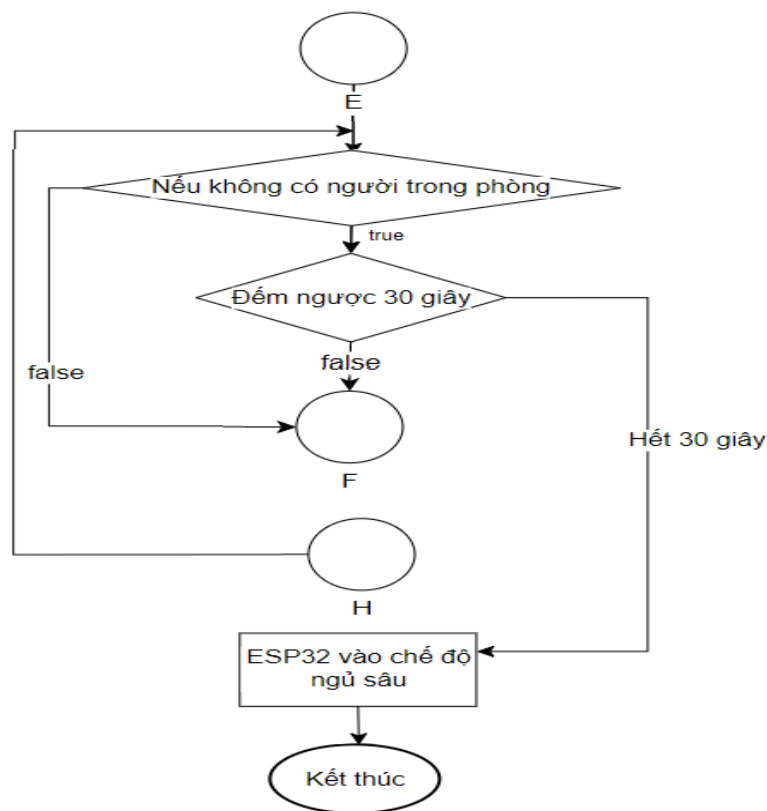 E
Nếu không có người trong phòng
true
Đếm ngược 30 giây
false
false
Hết 30 giây
F
H
ESP32 vào chế độ
ngủ sâu
Kết thúc